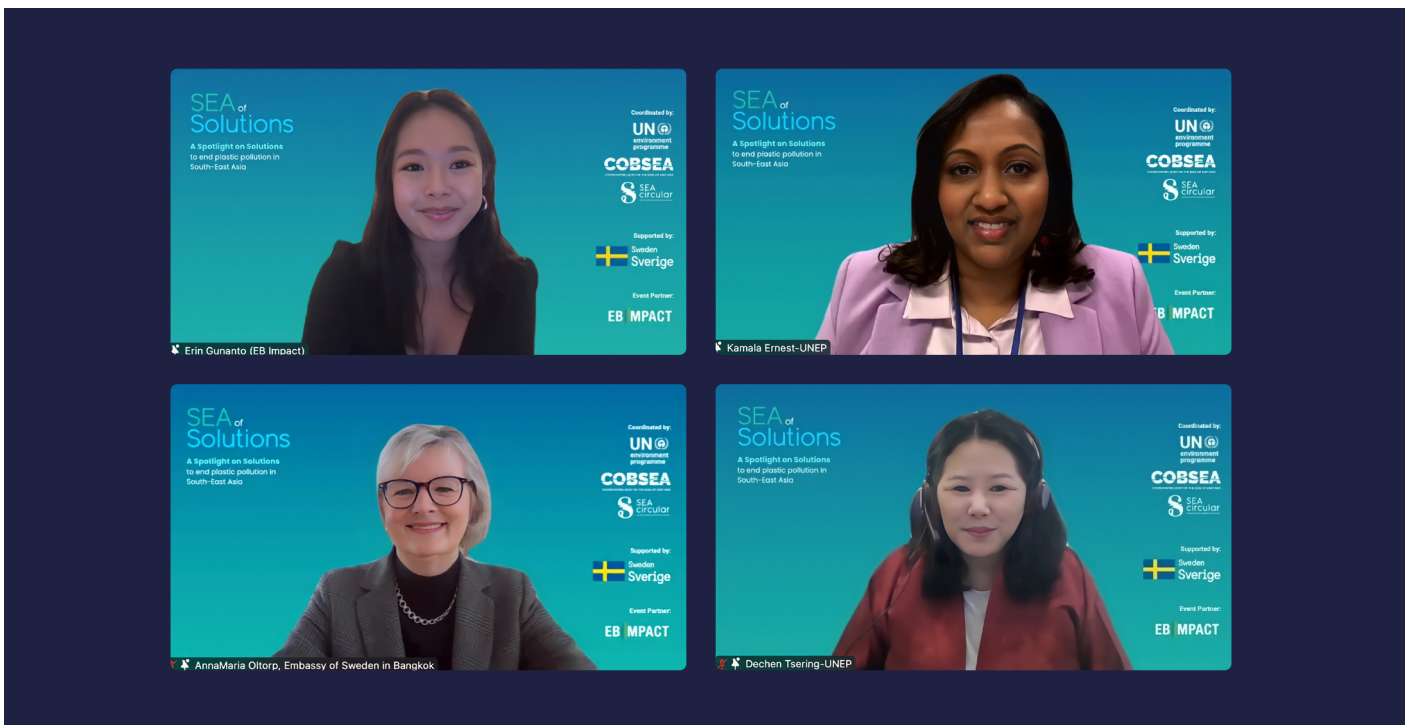 SEA of
Solutions
A Spotlight on Solutions
to end plastic pollution in
South-East Asia
Coordinated by:
UN
environment
programme
COBSEA
SEA
circular
Supported by:
Sweden
Sverige
Event Partner:
EB IMPACT
Erin Gunanto (EB Impact)
SEA of
Solutions
A Spotlight on Solutions
to end plastic pollution in
South-East Asia
Coordinated by:
UN
environment
programme
COBSEA
SEA
circular
Supported by:
Sweden
Sverige
Event Partner:
EB IMPACT
Kamala Ernest-UNEP
SEA of
Solutions
A Spotlight on Solutions
to end plastic pollution in
South-East Asia
Coordinated by:
UN
environment
programme
COBSEA
SEA
circular
Supported by:
Sweden
Sverige
Event Partner:
EB IMPACT
AnnaMaria Oltorp, Embassy of Sweden in Bangkok
SEA of
Solutions
A Spotlight on Solutions
to end plastic pollution in
South-East Asia
Coordinated by:
UN
environment
programme
COBSEA
SEA
circular
Supported by:
Sweden
Sverige
Event Partner:
EB IMPACT
Dechen Tsering-UNEP